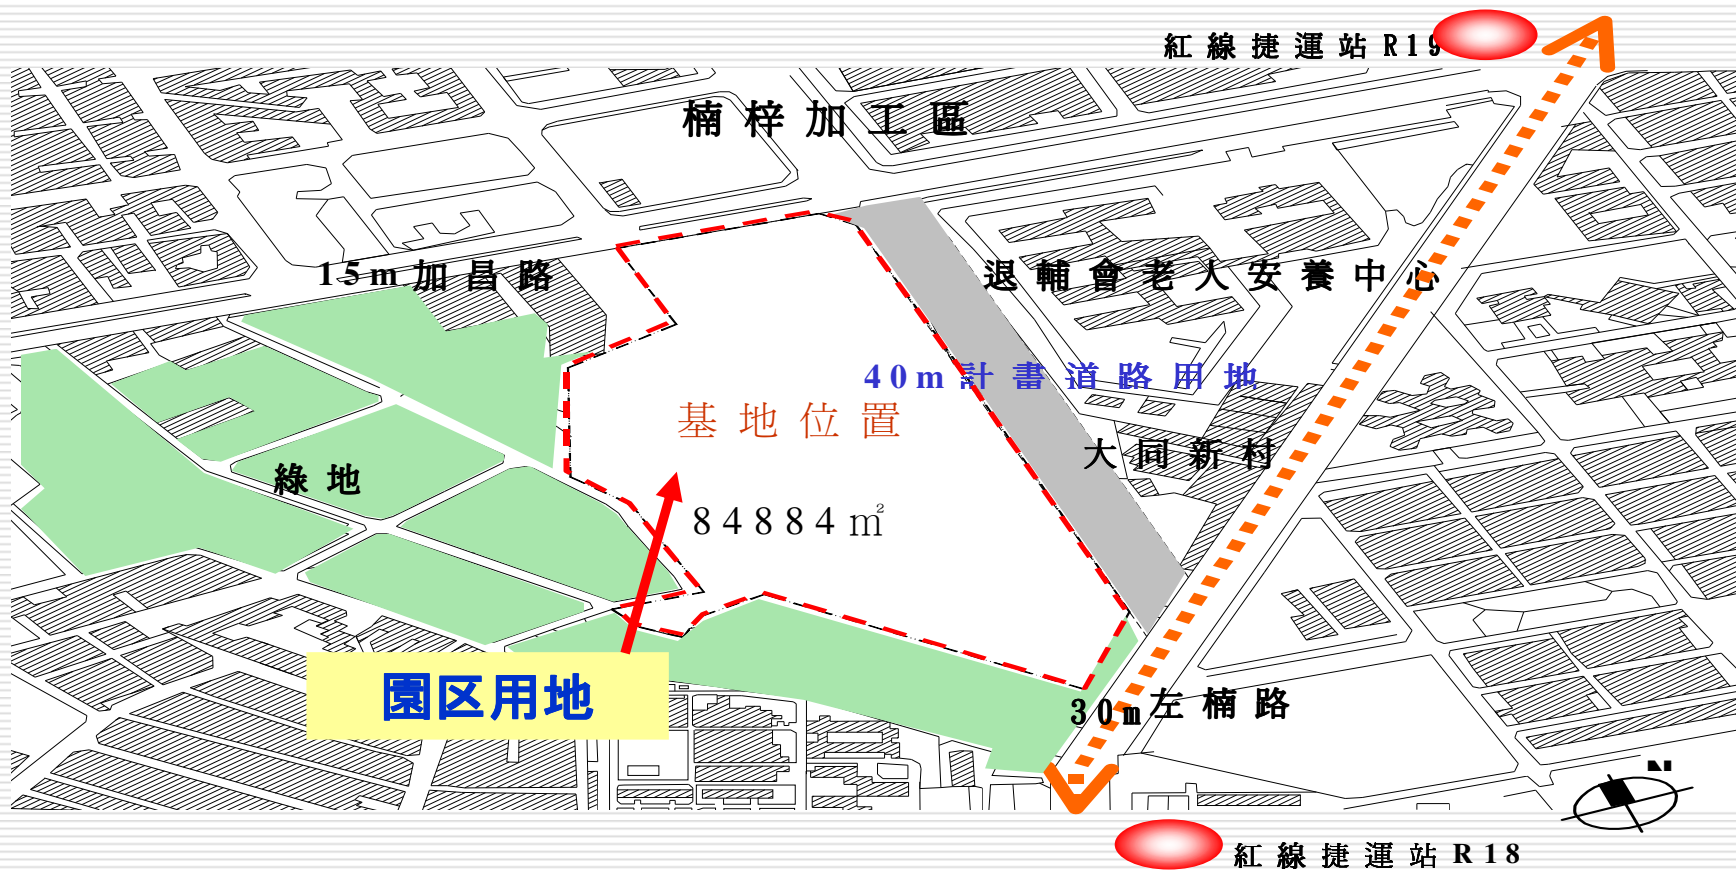 紅線捷運站R19
楠梓加工區
15m加昌路
退輔會老人安養中心
40m計畫道路用地
基地位置
大同新村
綠地
84884㎡
園区用地
30m左楠路
N
紅線捷運站R18